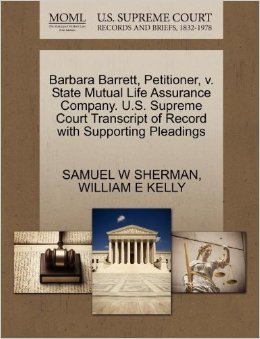 MOML
U.S. SUPREME COURT
RECORDS AND BRIEFS, 1832-1978
Barbara Barrett, Petitioner, v.
State Mutual Life Assurance
Company. U.S. Supreme
Court Transcript of Record
with Supporting Pleadings
SAMUEL W SHERMAN,
WILLIAM E KELLY